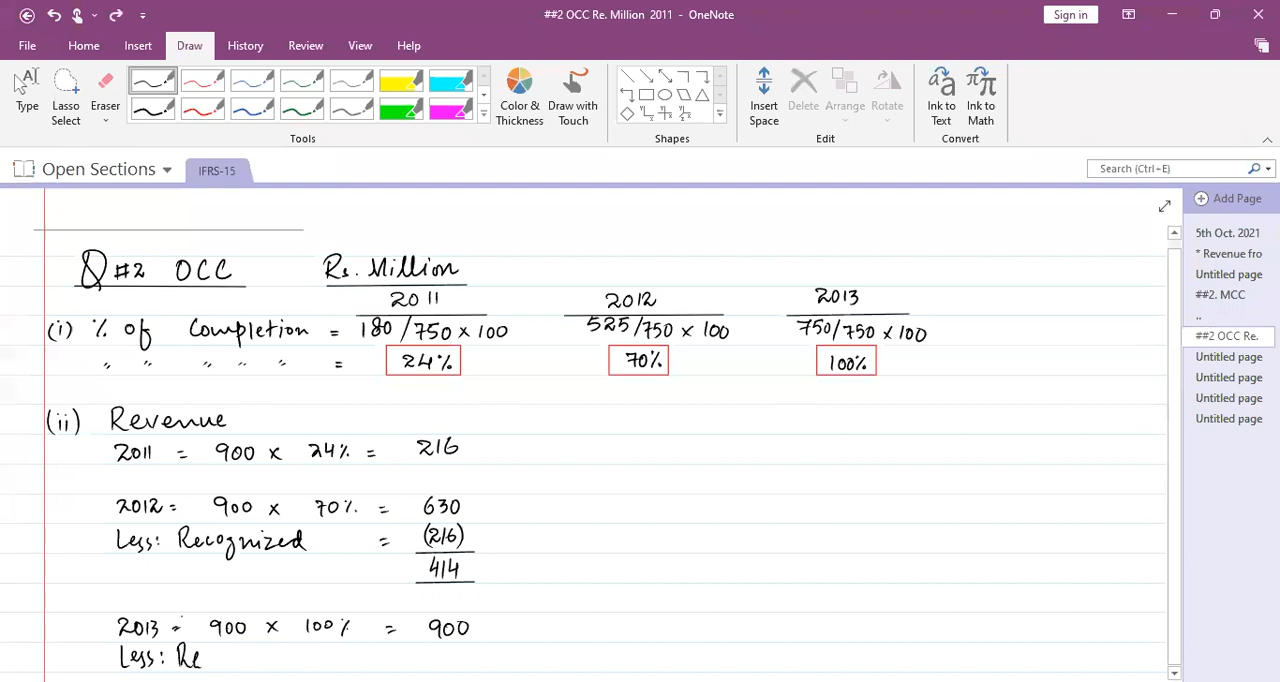 ##2 OCC Re. Million 2011 - OneNote
Sign in
File Home Insert Draw History Review View Help
Type
Lasso Select
Eraser
Color & Thickness
Draw with Touch
Insert Space
Delete
Arrange
Rotate
Ink to Text
Ink to Math
Tools
Shapes
Edit
Convert
Open Sections
IFRS-15
Search (Ctrl+E)
Add Page
5th Oct. 2021
* Revenue fro
Untitled page
##2. MCC
..
##2 OCC Re.
Untitled page
Untitled page
Untitled page
Untitled page
Q #2 OCC Rs. Million
2011 2012 2013
(i) % of Completion = 180/750 × 100 525/750 × 100 750/750 × 100
" " " " " = 24% 70% 100%
(ii) Revenue
2011 = 900 × 24% = 216
2012 = 900 × 70% = 630
Less: Recognized = (216)
414
2013 = 900 × 100% = 900
Less: Re